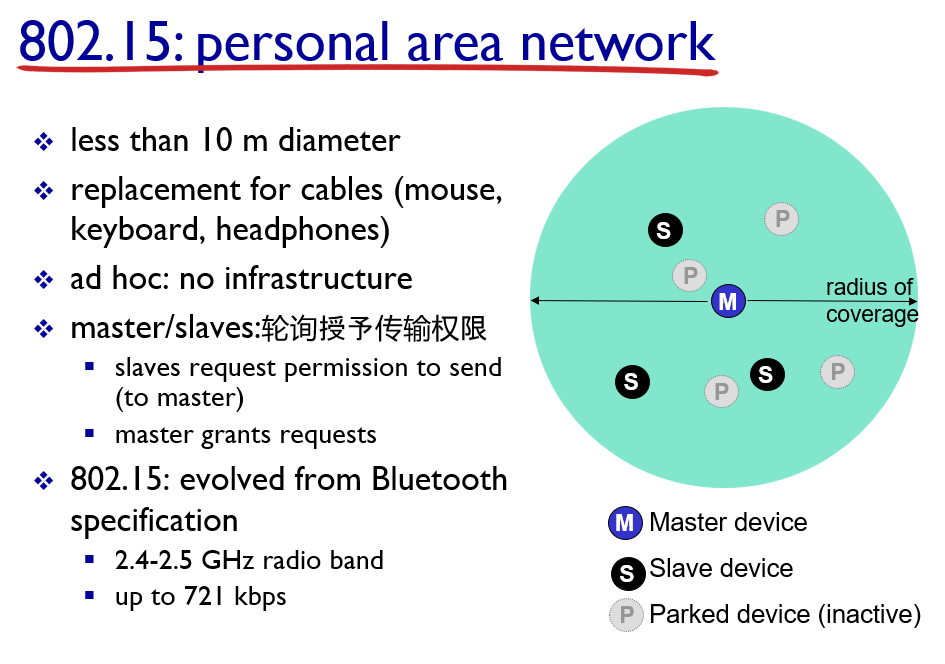 802.15: personal area network
less than 10 m diameter
replacement for cables (mouse,
keyboard, headphones)
ad hoc: no infrastructure
master/slaves:轮询授予传输权限
slaves request permission to send
(to master)
master grants requests
802.15: evolved from Bluetooth
specification
2.4-2.5 GHz radio band
up to 721 kbps
P
S
P
M
radius of
coverage
S
P
S
P
M Master device
S Slave device
P Parked device (inactive)